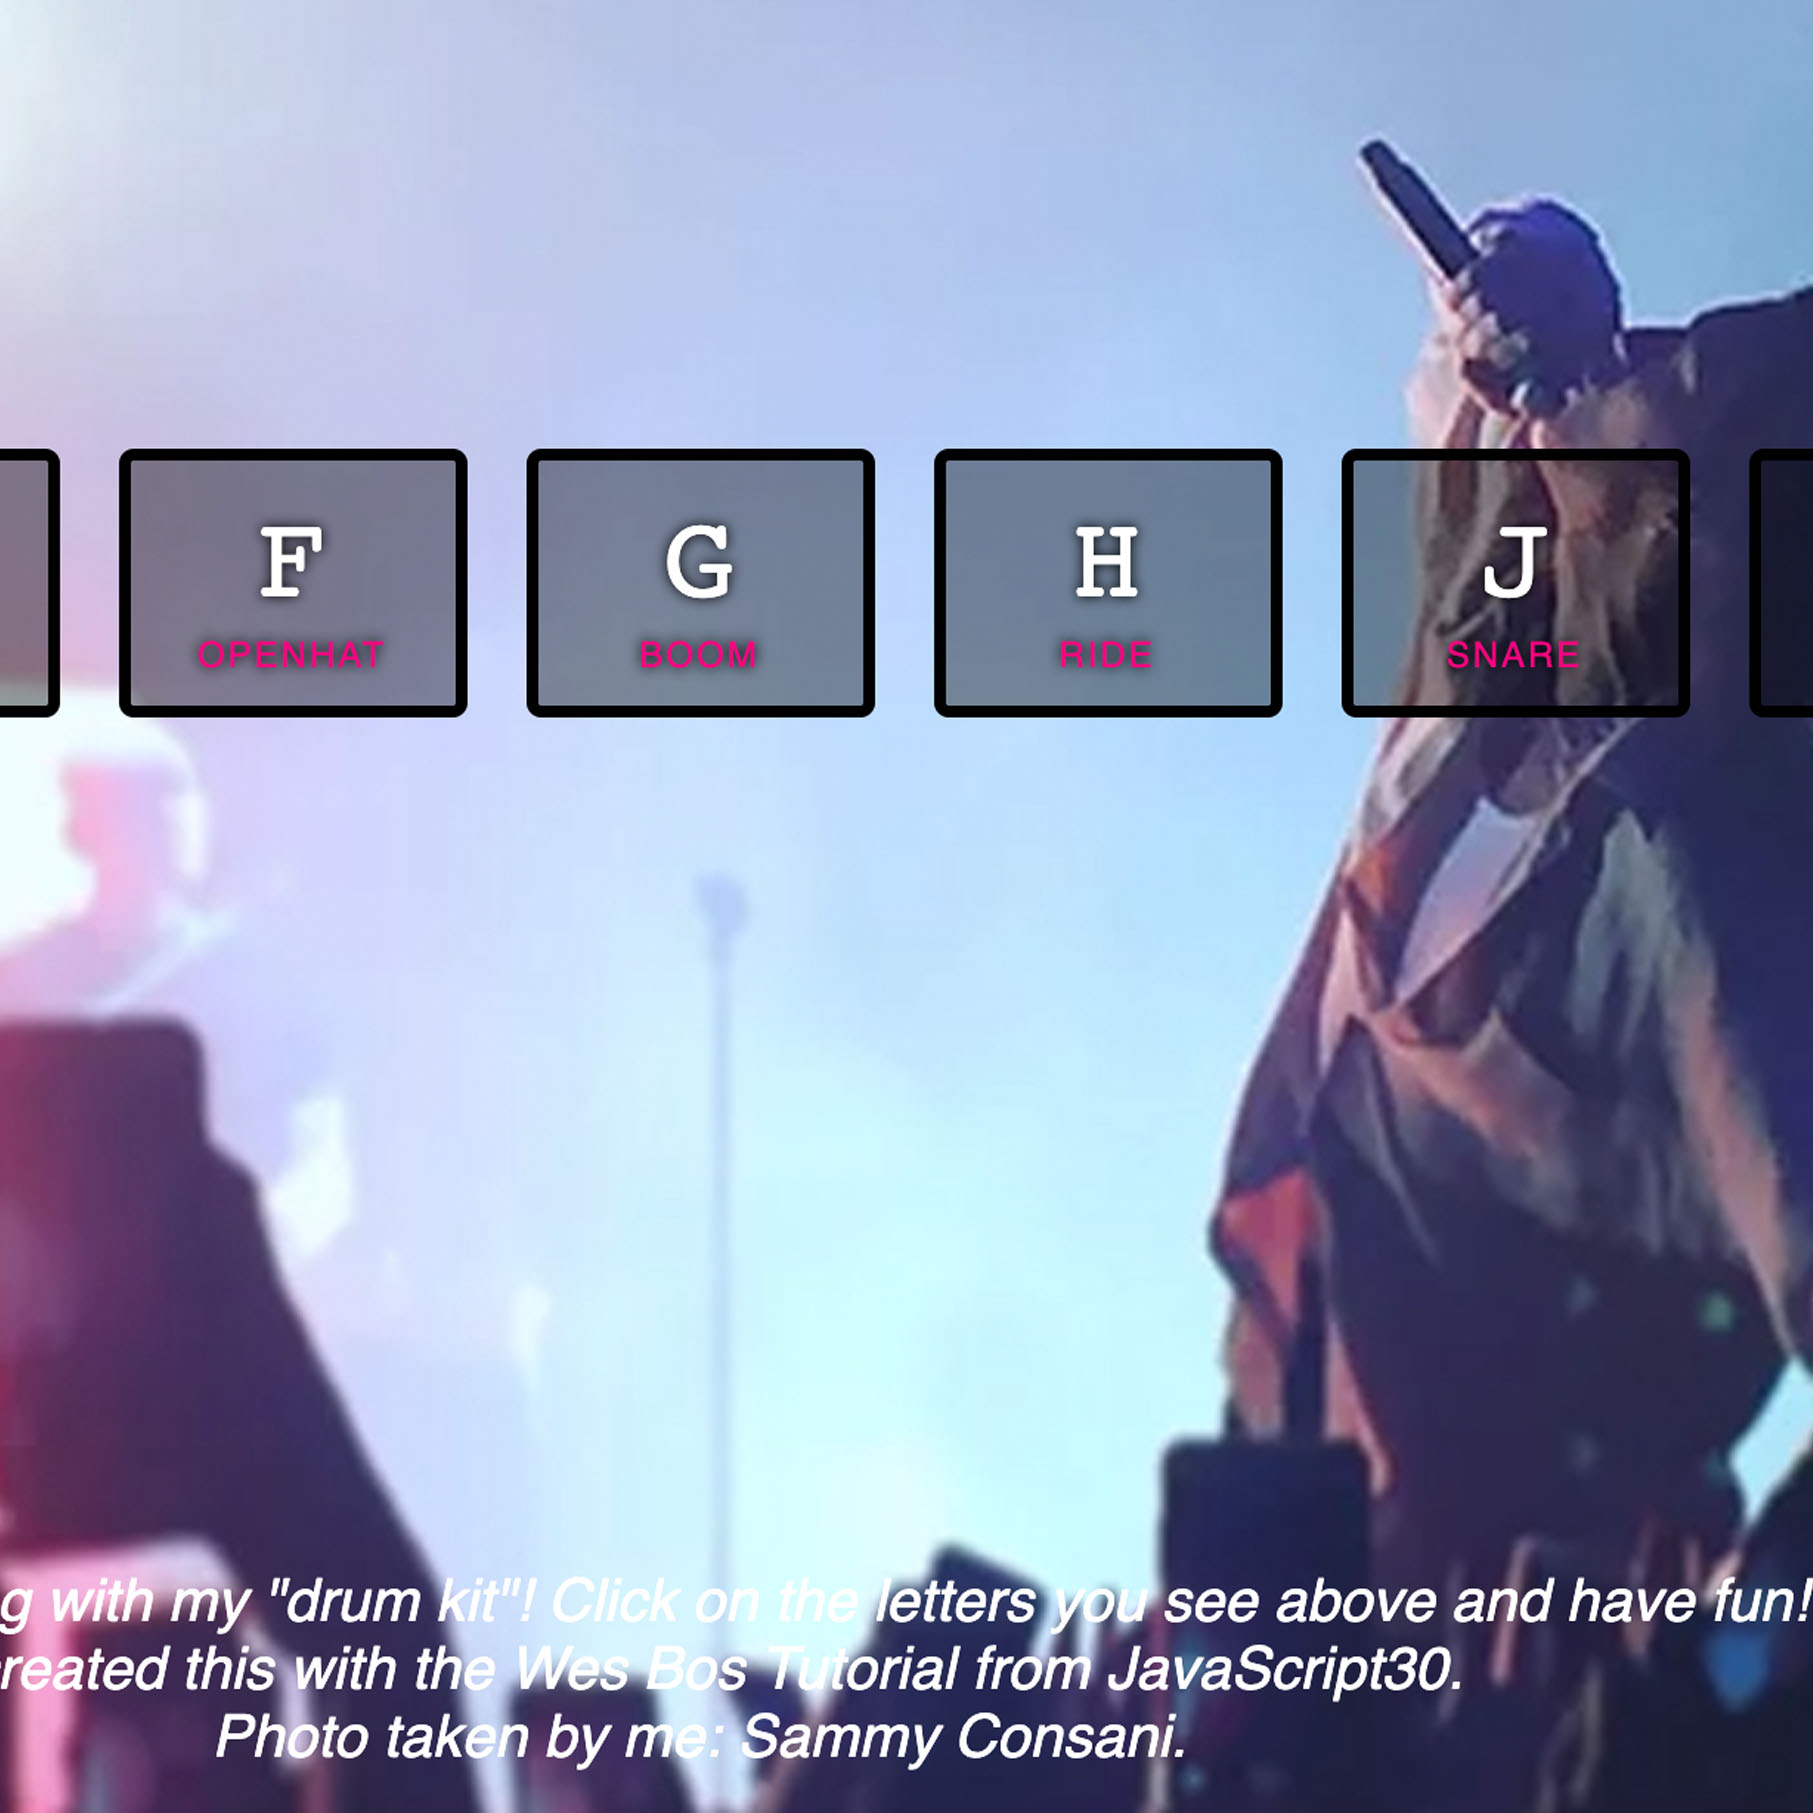 F G H J
OPENHAT BOOM RIDE SNARE
g with my "drum kit"! Click on the letters you see above and have fun!
reated this with the Wes Bos Tutorial from JavaScript30.
Photo taken by me: Sammy Consani.